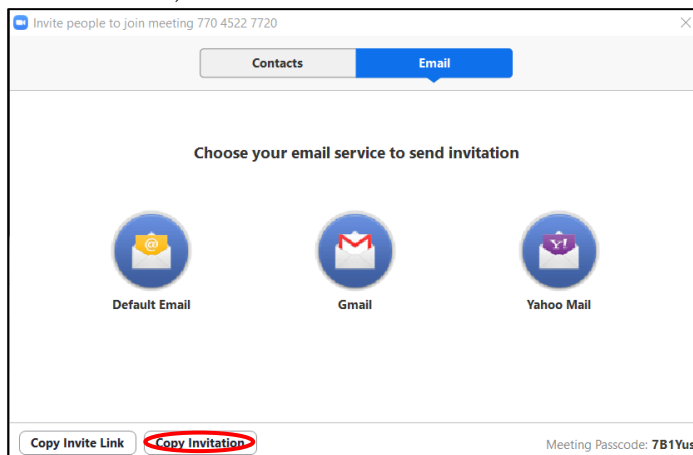 Invite people to join meeting 770 4522 7720
Contacts Email
Choose your email service to send invitation
@ Y!
Default Email Gmail Yahoo Mail
Copy Invite Link Copy Invitation Meeting Passcode: 7B1Yus